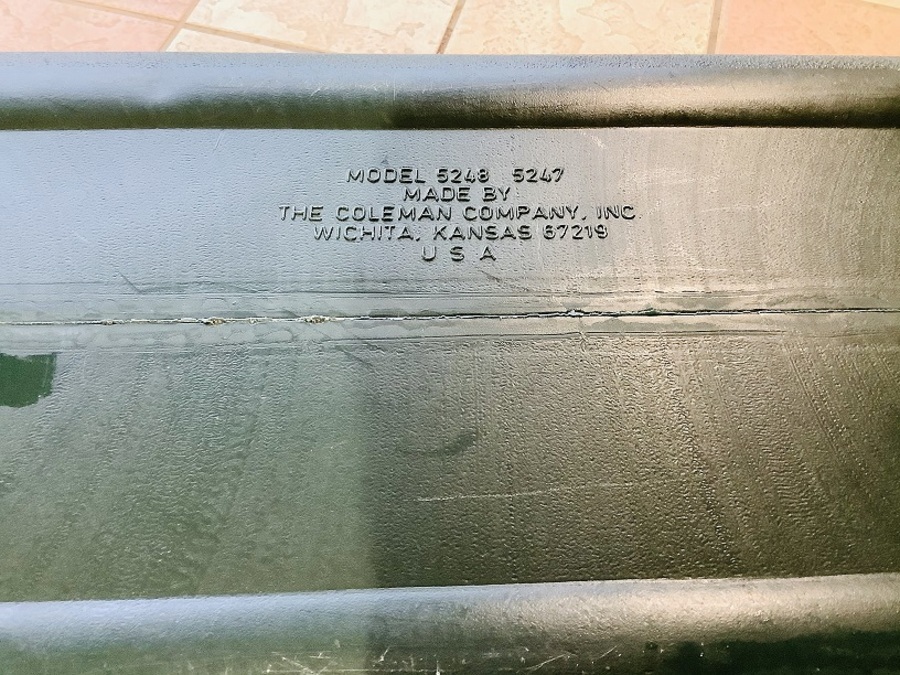 MODEL 5248 5247
MADE BY
THE COLEMAN COMPANY, INC.
WICHITA, KANSAS 67219
U S A